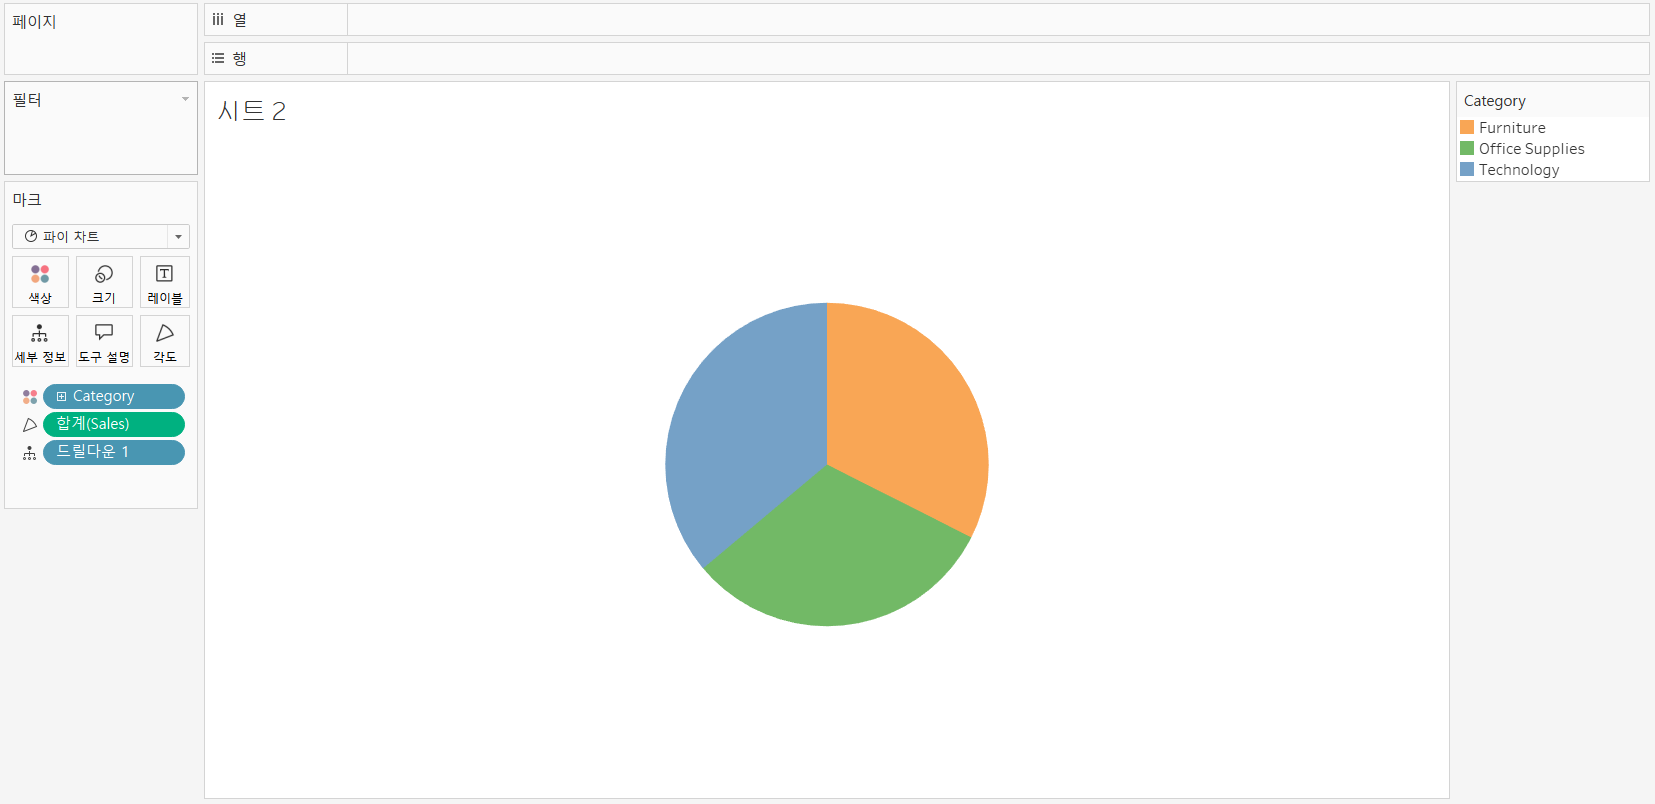 페이지
열
행
필터
시트 2
마크
파이 차트
색상
크기
레이블
세부 정보
도구 설명
각도
Category
합계(Sales)
드릴다운 1
Category
Furniture
Office Supplies
Technology